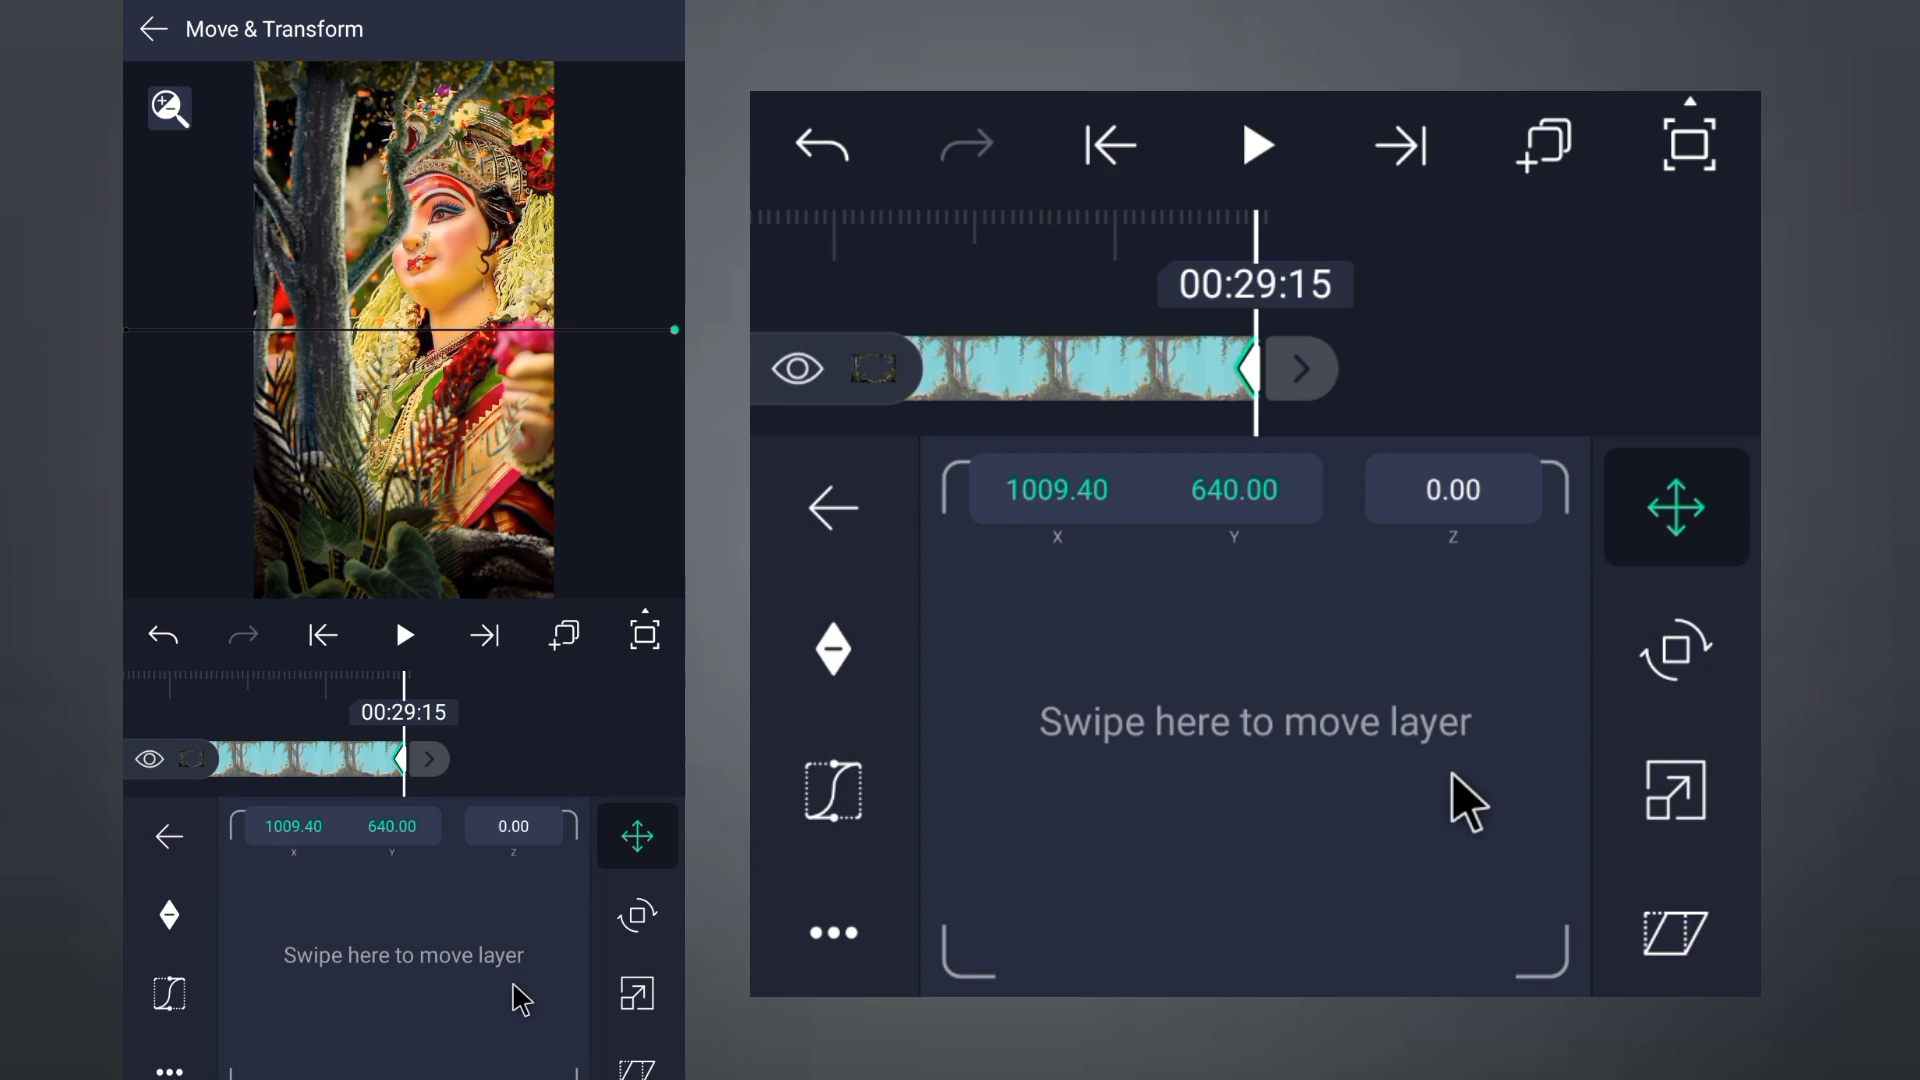 Move & Transform
00:29:15
1009.40 640.00 0.00
X Y Z
Swipe here to move layer
00:29:15
1009.40 640.00 0.00
X Y Z
Swipe here to move layer